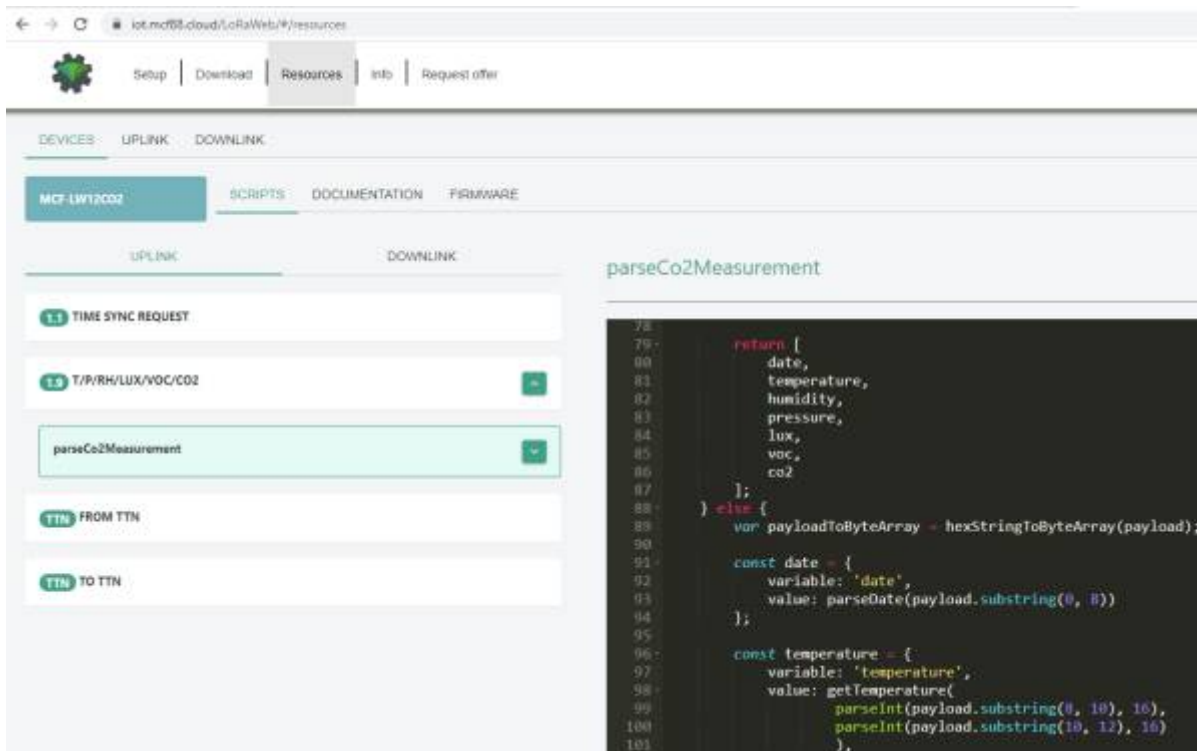 iot.mcf88.cloud/LoRaWeb/#/resources
Setup Download Resources Info Request offer
DEVICES UPLINK DOWNLINK
MCF-LW12CO2 SCRIPTS DOCUMENTATION FIRMWARE
UPLINK DOWNLINK
1.1 TIME SYNC REQUEST
1.9 T/P/RH/LUX/VOC/CO2
parseCo2Measurement
TTN FROM TTN
TTN TO TTN
parseCo2Measurement
78
79 return [
80 date,
81 temperature,
82 humidity,
83 pressure,
84 lux,
85 voc,
86 co2
87 ];
88 } else {
89 var payloadToByteArray = hexStringToByteArray(payload);
90
91 const date = {
92 variable: 'date',
93 value: parseDate(payload.substring(0, 8))
94 };
95
96 const temperature = {
97 variable: 'temperature',
98 value: getTemperature(
99 parseInt(payload.substring(8, 10), 16),
100 parseInt(payload.substring(10, 12), 16)
101 ),